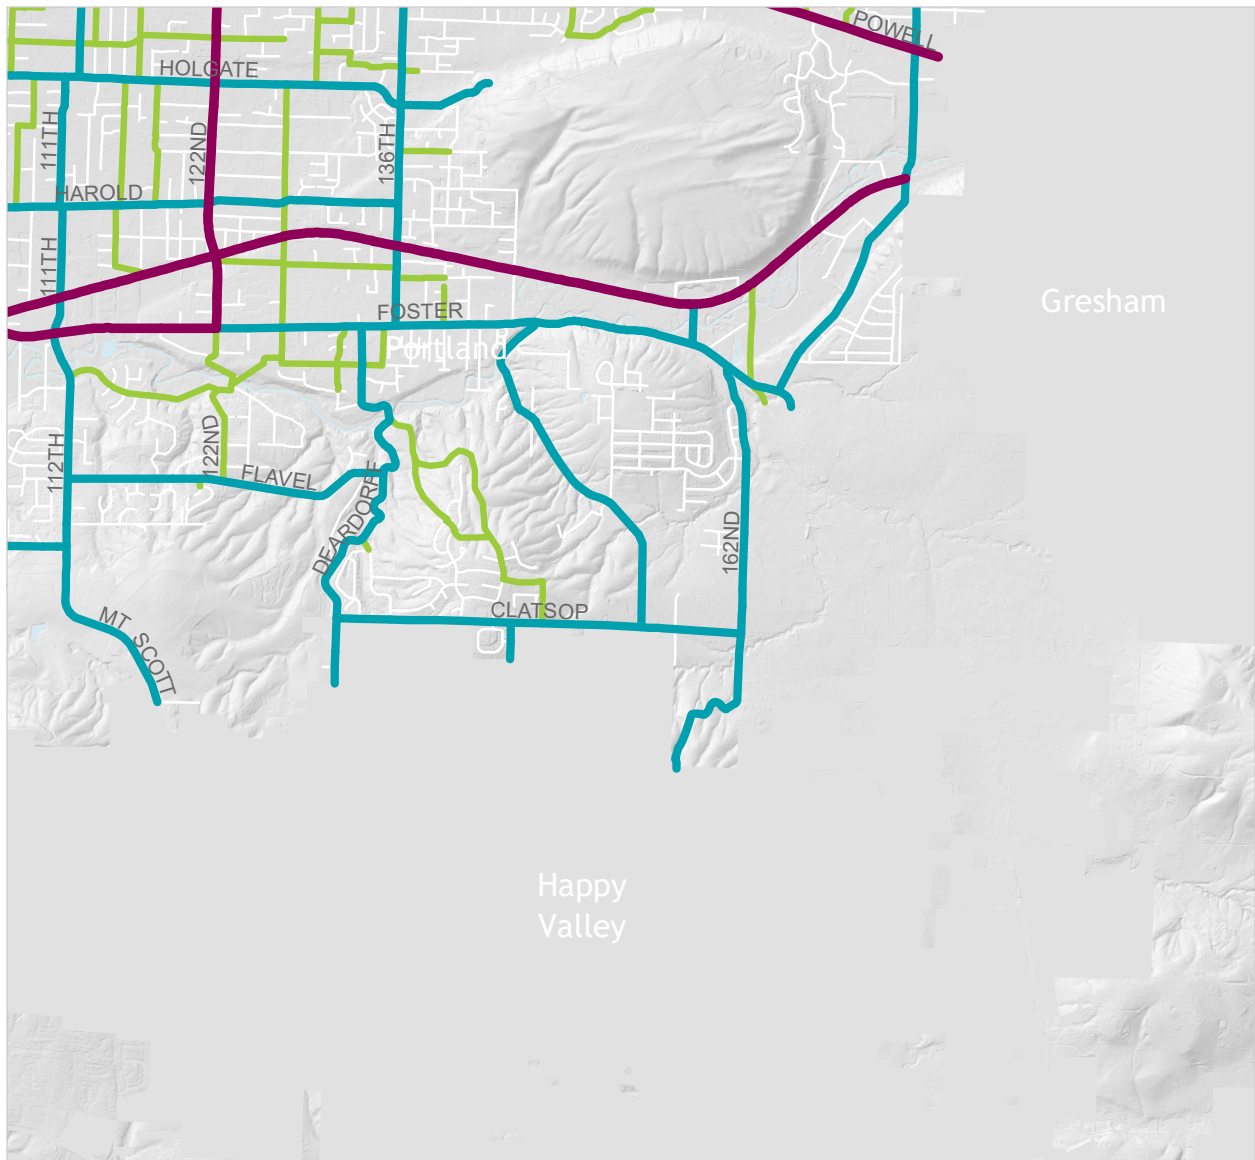 POWELL
HOLGATE
111TH
122ND
136TH
HAROLD
111TH
Gresham
FOSTER
Portland
122ND
112TH
FLAVEL
DEARDORFF
162ND
CLATSOP
MT SCOTT
Happy
Valley